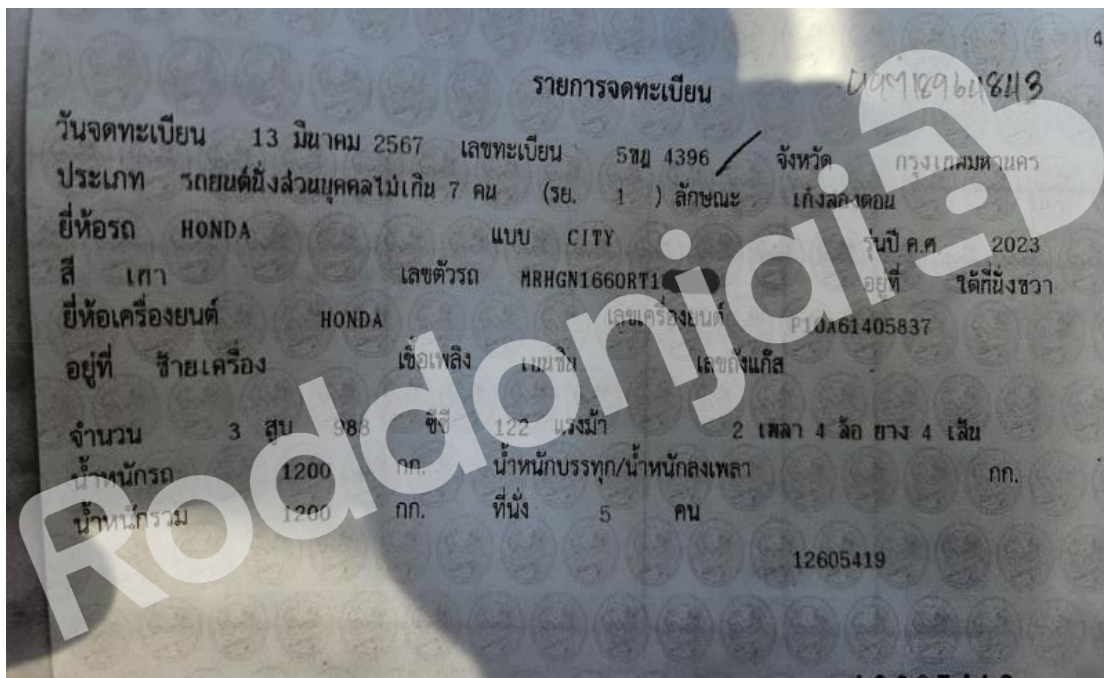 รายการจดทะเบียน
วันจดทะเบียน 13 มีนาคม 2567 เลขทะเบียน 5ขฎ 4396 จังหวัด กรุงเทพมหานคร
ประเภท รถยนต์นั่งส่วนบุคคลไม่เกิน 7 คน (รย. 1 ) ลักษณะ เก๋งสองตอน
ยี่ห้อรถ HONDA แบบ CITY รุ่นปี ค.ศ. 2023
สี เทา เลขตัวรถ MRHGN1660RT1 อยู่ที่ ใต้ที่นั่งขวา
ยี่ห้อเครื่องยนต์ HONDA เลขเครื่องยนต์ P10A61405837
อยู่ที่ ซ้ายเครื่อง เชื้อเพลิง เบนซิน เลขถังแก๊ส
จำนวน 3 สูบ 988 ซีซี 122 แรงม้า 2 เพลา 4 ล้อ ยาง 4 เส้น
น้ำหนักรถ 1200 กก. น้ำหนักบรรทุก/น้ำหนักลงเพลา กก.
น้ำหนักรวม 1200 กก. ที่นั่ง 5 คน
12605419
Roddonjai